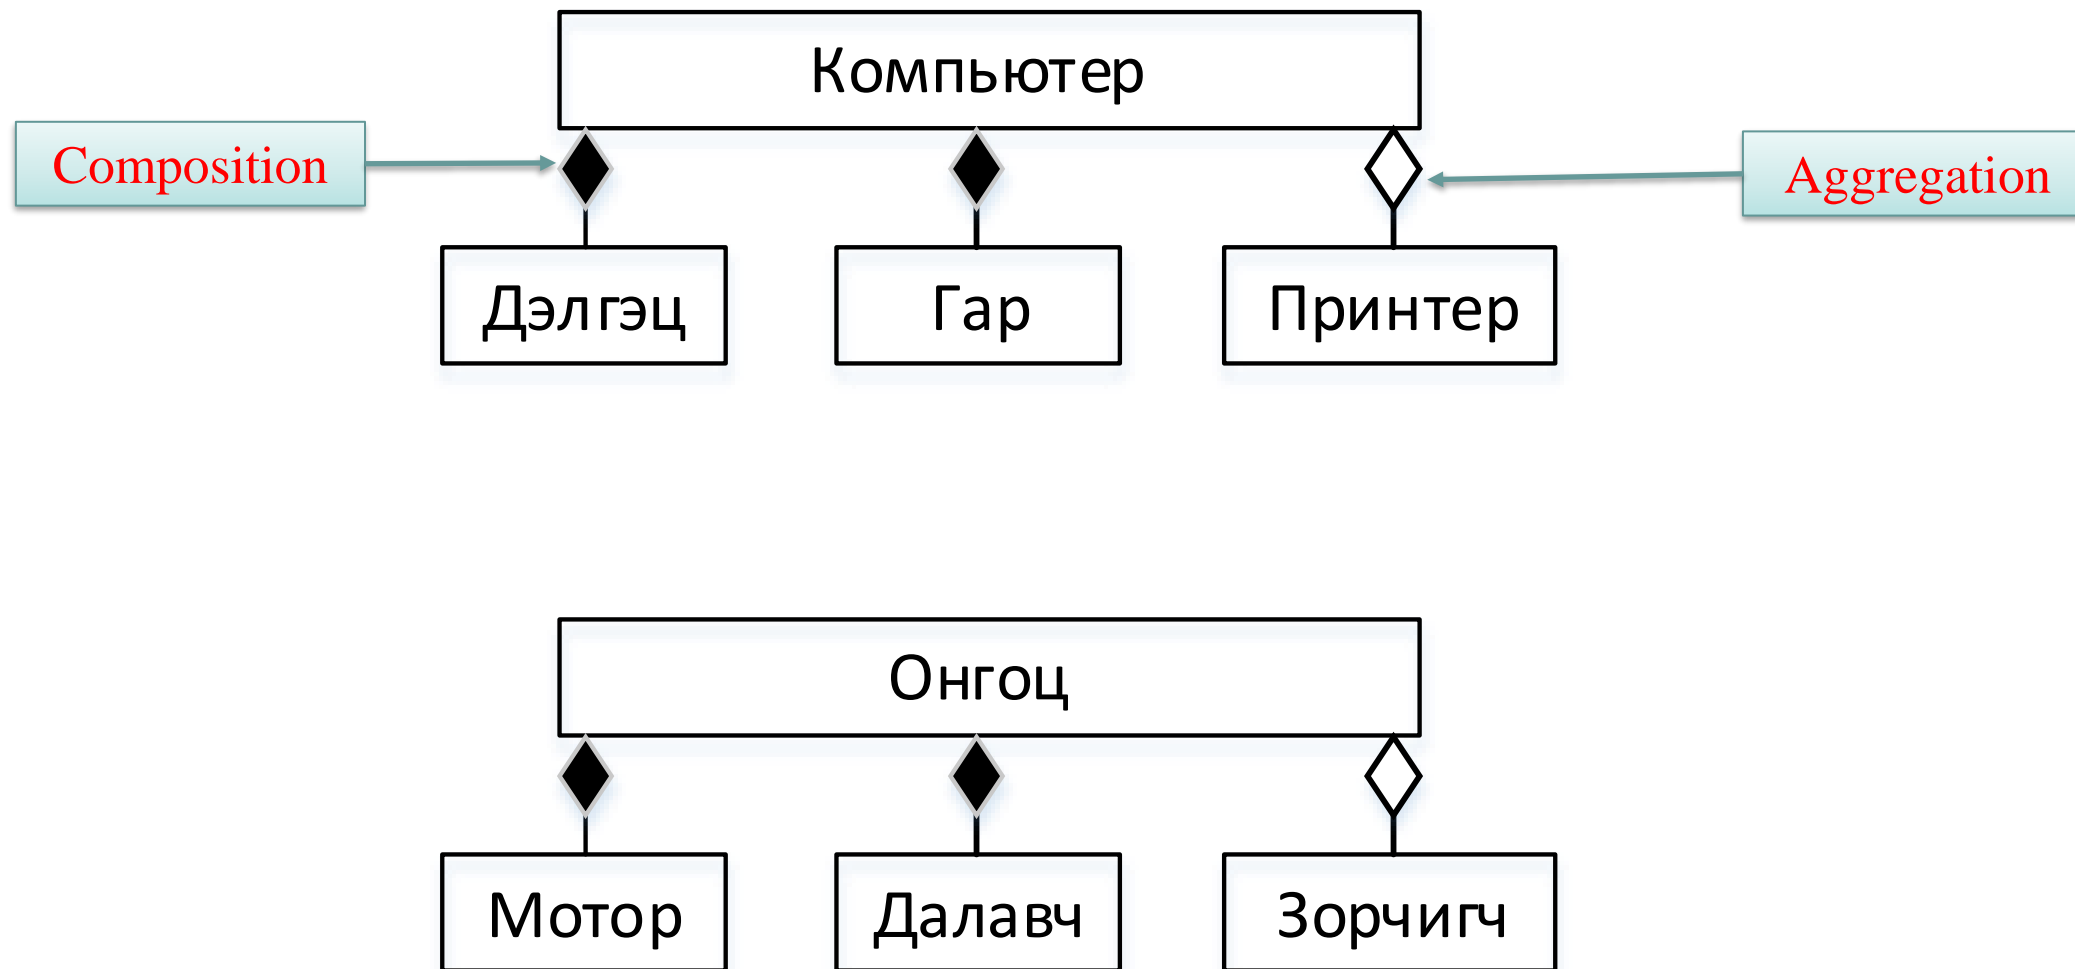 Компьютер
Composition
Aggregation
Дэлгэц
Гар
Принтер
Онгоц
Мотор
Далавч
Зорчигч